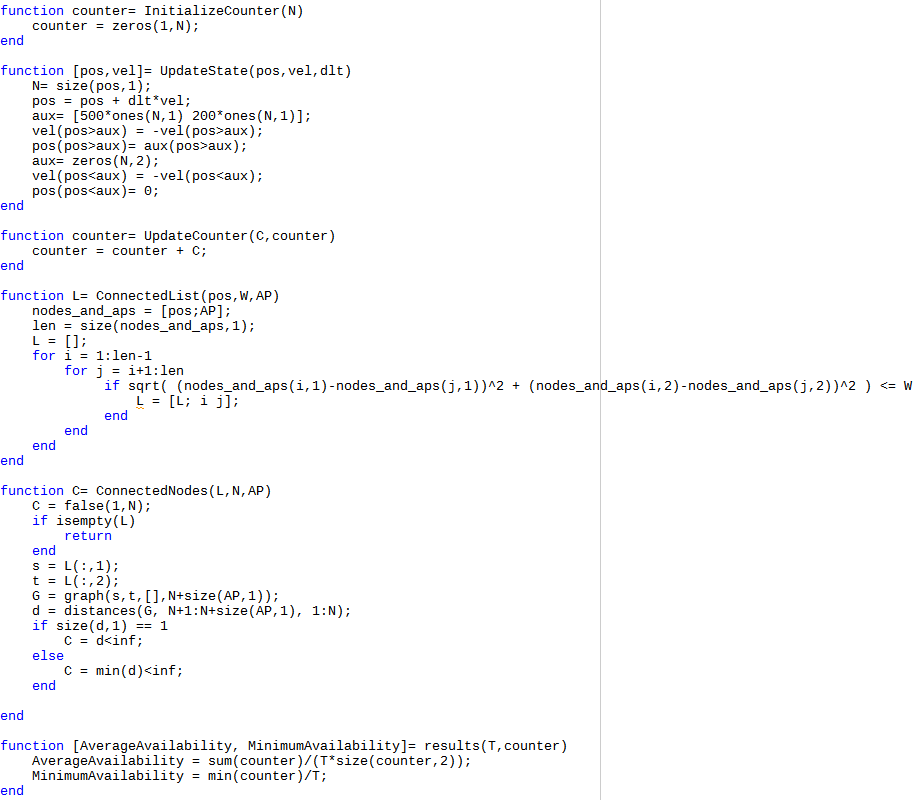 function counter= InitializeCounter(N)
    counter = zeros(1,N);
end

function [pos,vel]= UpdateState(pos,vel,dlt)
    N= size(pos,1);
    pos = pos + dlt*vel;
    aux= [500*ones(N,1) 200*ones(N,1)];
    vel(pos>aux) = -vel(pos>aux);
    pos(pos>aux)= aux(pos>aux);
    aux= zeros(N,2);
    vel(pos<aux) = -vel(pos<aux);
    pos(pos<aux)= 0;
end

function counter= UpdateCounter(C,counter)
    counter = counter + C;
end

function L= ConnectedList(pos,W,AP)
    nodes_and_aps = [pos;AP];
    len = size(nodes_and_aps,1);
    L = [];
    for i = 1:len-1
        for j = i+1:len
             if sqrt( (nodes_and_aps(i,1)-nodes_and_aps(j,1))^2 + (nodes_and_aps(i,2)-nodes_and_aps(j,2))^2 ) <= W
                 L = [L; i j];
             end
        end
    end
end

function C= ConnectedNodes(L,N,AP)
    C = false(1,N);
    if isempty(L)
        return
    end
    s = L(:,1);
    t = L(:,2);
    G = graph(s,t,[],N+size(AP,1));
    d = distances(G, N+1:N+size(AP,1), 1:N);
    if size(d,1) == 1
        C = d<inf;
    else
        C = min(d)<inf;
    end

end

function [AverageAvailability, MinimumAvailability]= results(T,counter)
    AverageAvailability = sum(counter)/(T*size(counter,2));
    MinimumAvailability = min(counter)/T;
end